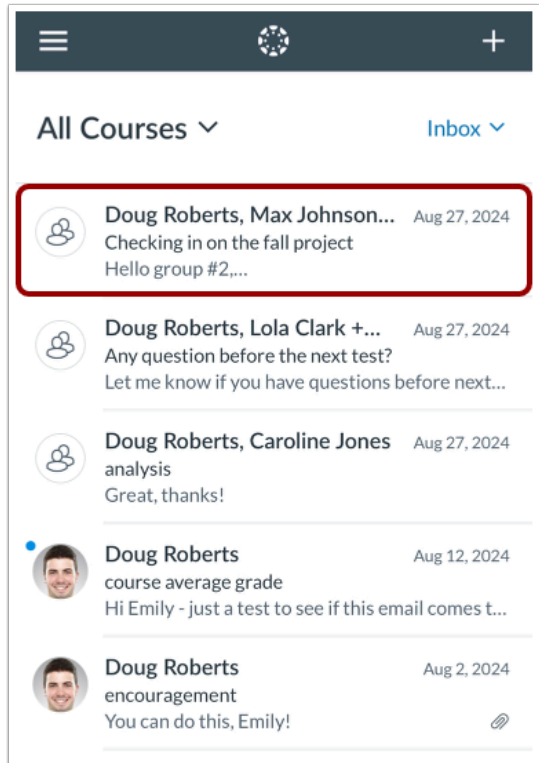 All Courses Inbox
Doug Roberts, Max Johnson... Aug 27, 2024
Checking in on the fall project
Hello group #2,...
Doug Roberts, Lola Clark +... Aug 27, 2024
Any question before the next test?
Let me know if you have questions before next...
Doug Roberts, Caroline Jones Aug 27, 2024
analysis
Great, thanks!
Doug Roberts Aug 12, 2024
course average grade
Hi Emily - just a test to see if this email comes t...
Doug Roberts Aug 2, 2024
encouragement
You can do this, Emily!